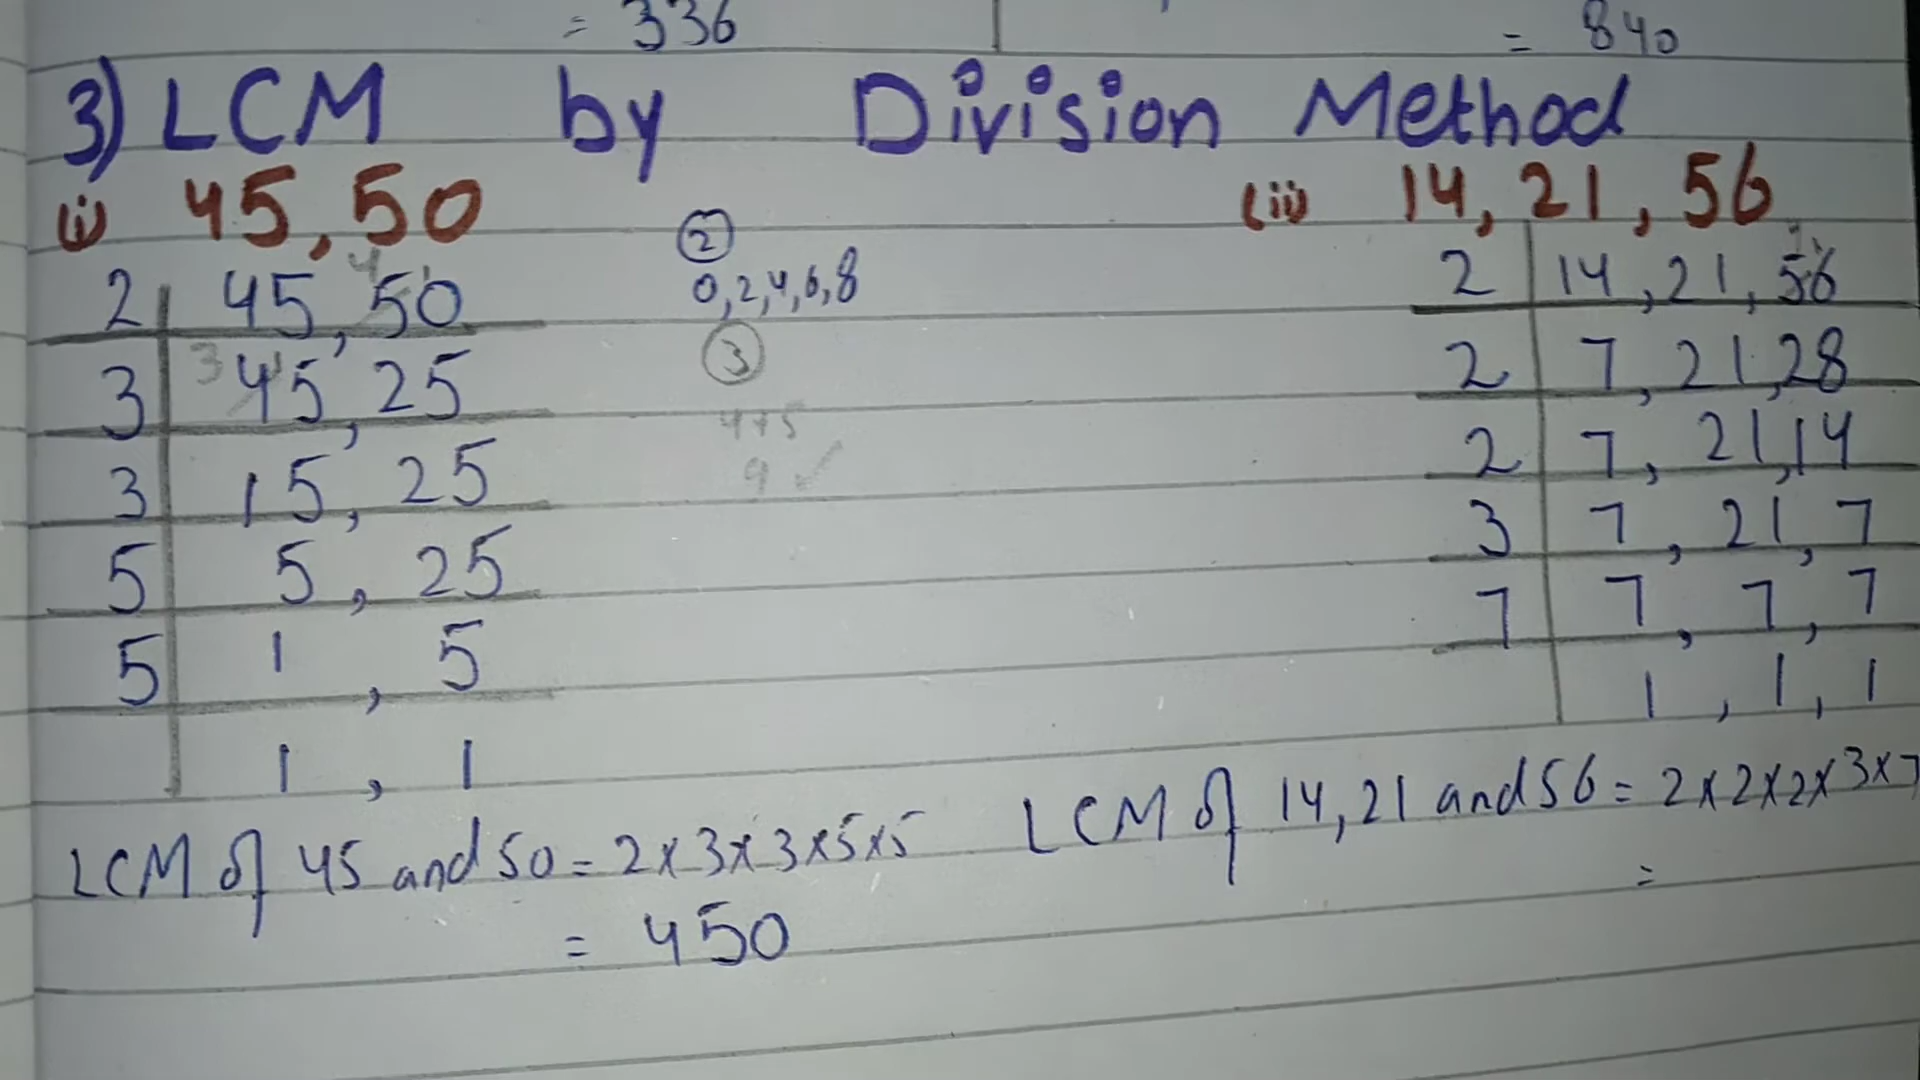 = 336
= 840
3) LCM by Division Method
(i) 45, 50
2 | 45, 50
3 | 45, 25
3 | 15, 25
5 | 5, 25
5 | 1, 5
1, 1
LCM of 45 and 50 = 2x3x3x5x5
= 450
②
0,2,4,6,8
③
4+5
9 ✓
(ii) 14, 21, 56
2 | 14, 21, 56
2 | 7, 21, 28
2 | 7, 21, 14
3 | 7, 21, 7
7 | 7, 7, 7
1, 1, 1
LCM of 14, 21 and 56 = 2x2x2x3x7
=